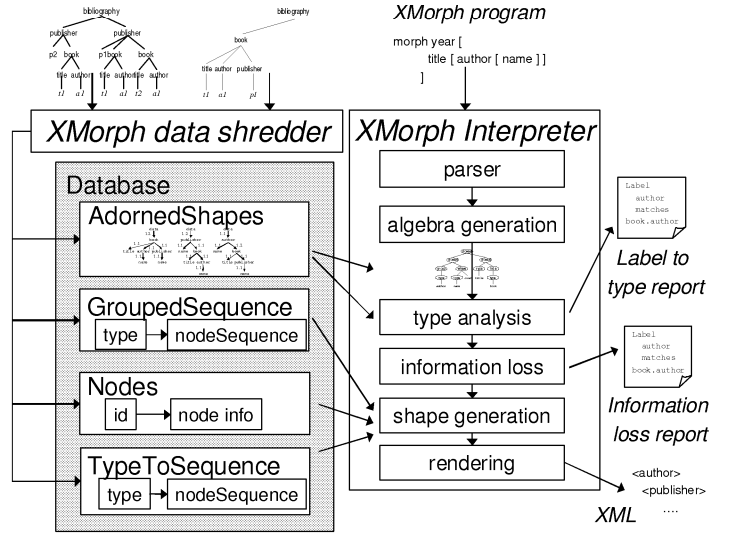 bibliography
publisher publisher
p2 book p1book book
title author title author title author
t1 a1 t1 a1 t2 a1
bibliography
book
title author publisher
t1 a1 p1
XMorph program
morph year [
title [ author [ name ] ]
]
XMorph data shredder
Database
AdornedShapes
GroupedSequence
type nodeSequence
Nodes
id node info
TypeToSequence
type nodeSequence
XMorph Interpreter
parser
algebra generation
type analysis
information loss
shape generation
rendering
Label
author
matches
book.author
Label to
type report
Label
author
matches
book.author
Information
loss report
<author>
<publisher>
....
XML